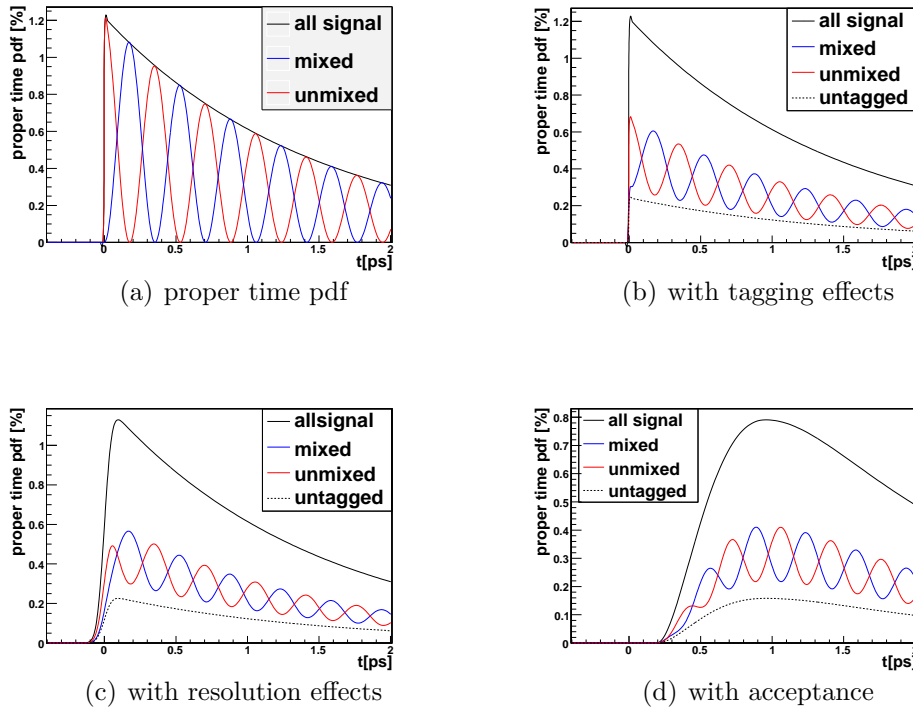 proper time pdf [%]
1.2
1
0.8
0.6
0.4
0.2
0
0
0.5
1
1.5
2
t[ps]
all signal
mixed
unmixed
(a) proper time pdf
proper time pdf [%]
1.2
1
0.8
0.6
0.4
0.2
0
0
0.5
1
1.5
2
t[ps]
all signal
mixed
unmixed
untagged
(b) with tagging effects
proper time pdf [%]
1
0.8
0.6
0.4
0.2
0
0
0.5
1
1.5
2
t[ps]
allsignal
mixed
unmixed
untagged
(c) with resolution effects
proper time pdf [%]
0.8
0.7
0.6
0.5
0.4
0.3
0.2
0.1
0
0
0.5
1
1.5
2
t[ps]
all signal
mixed
unmixed
untagged
(d) with acceptance